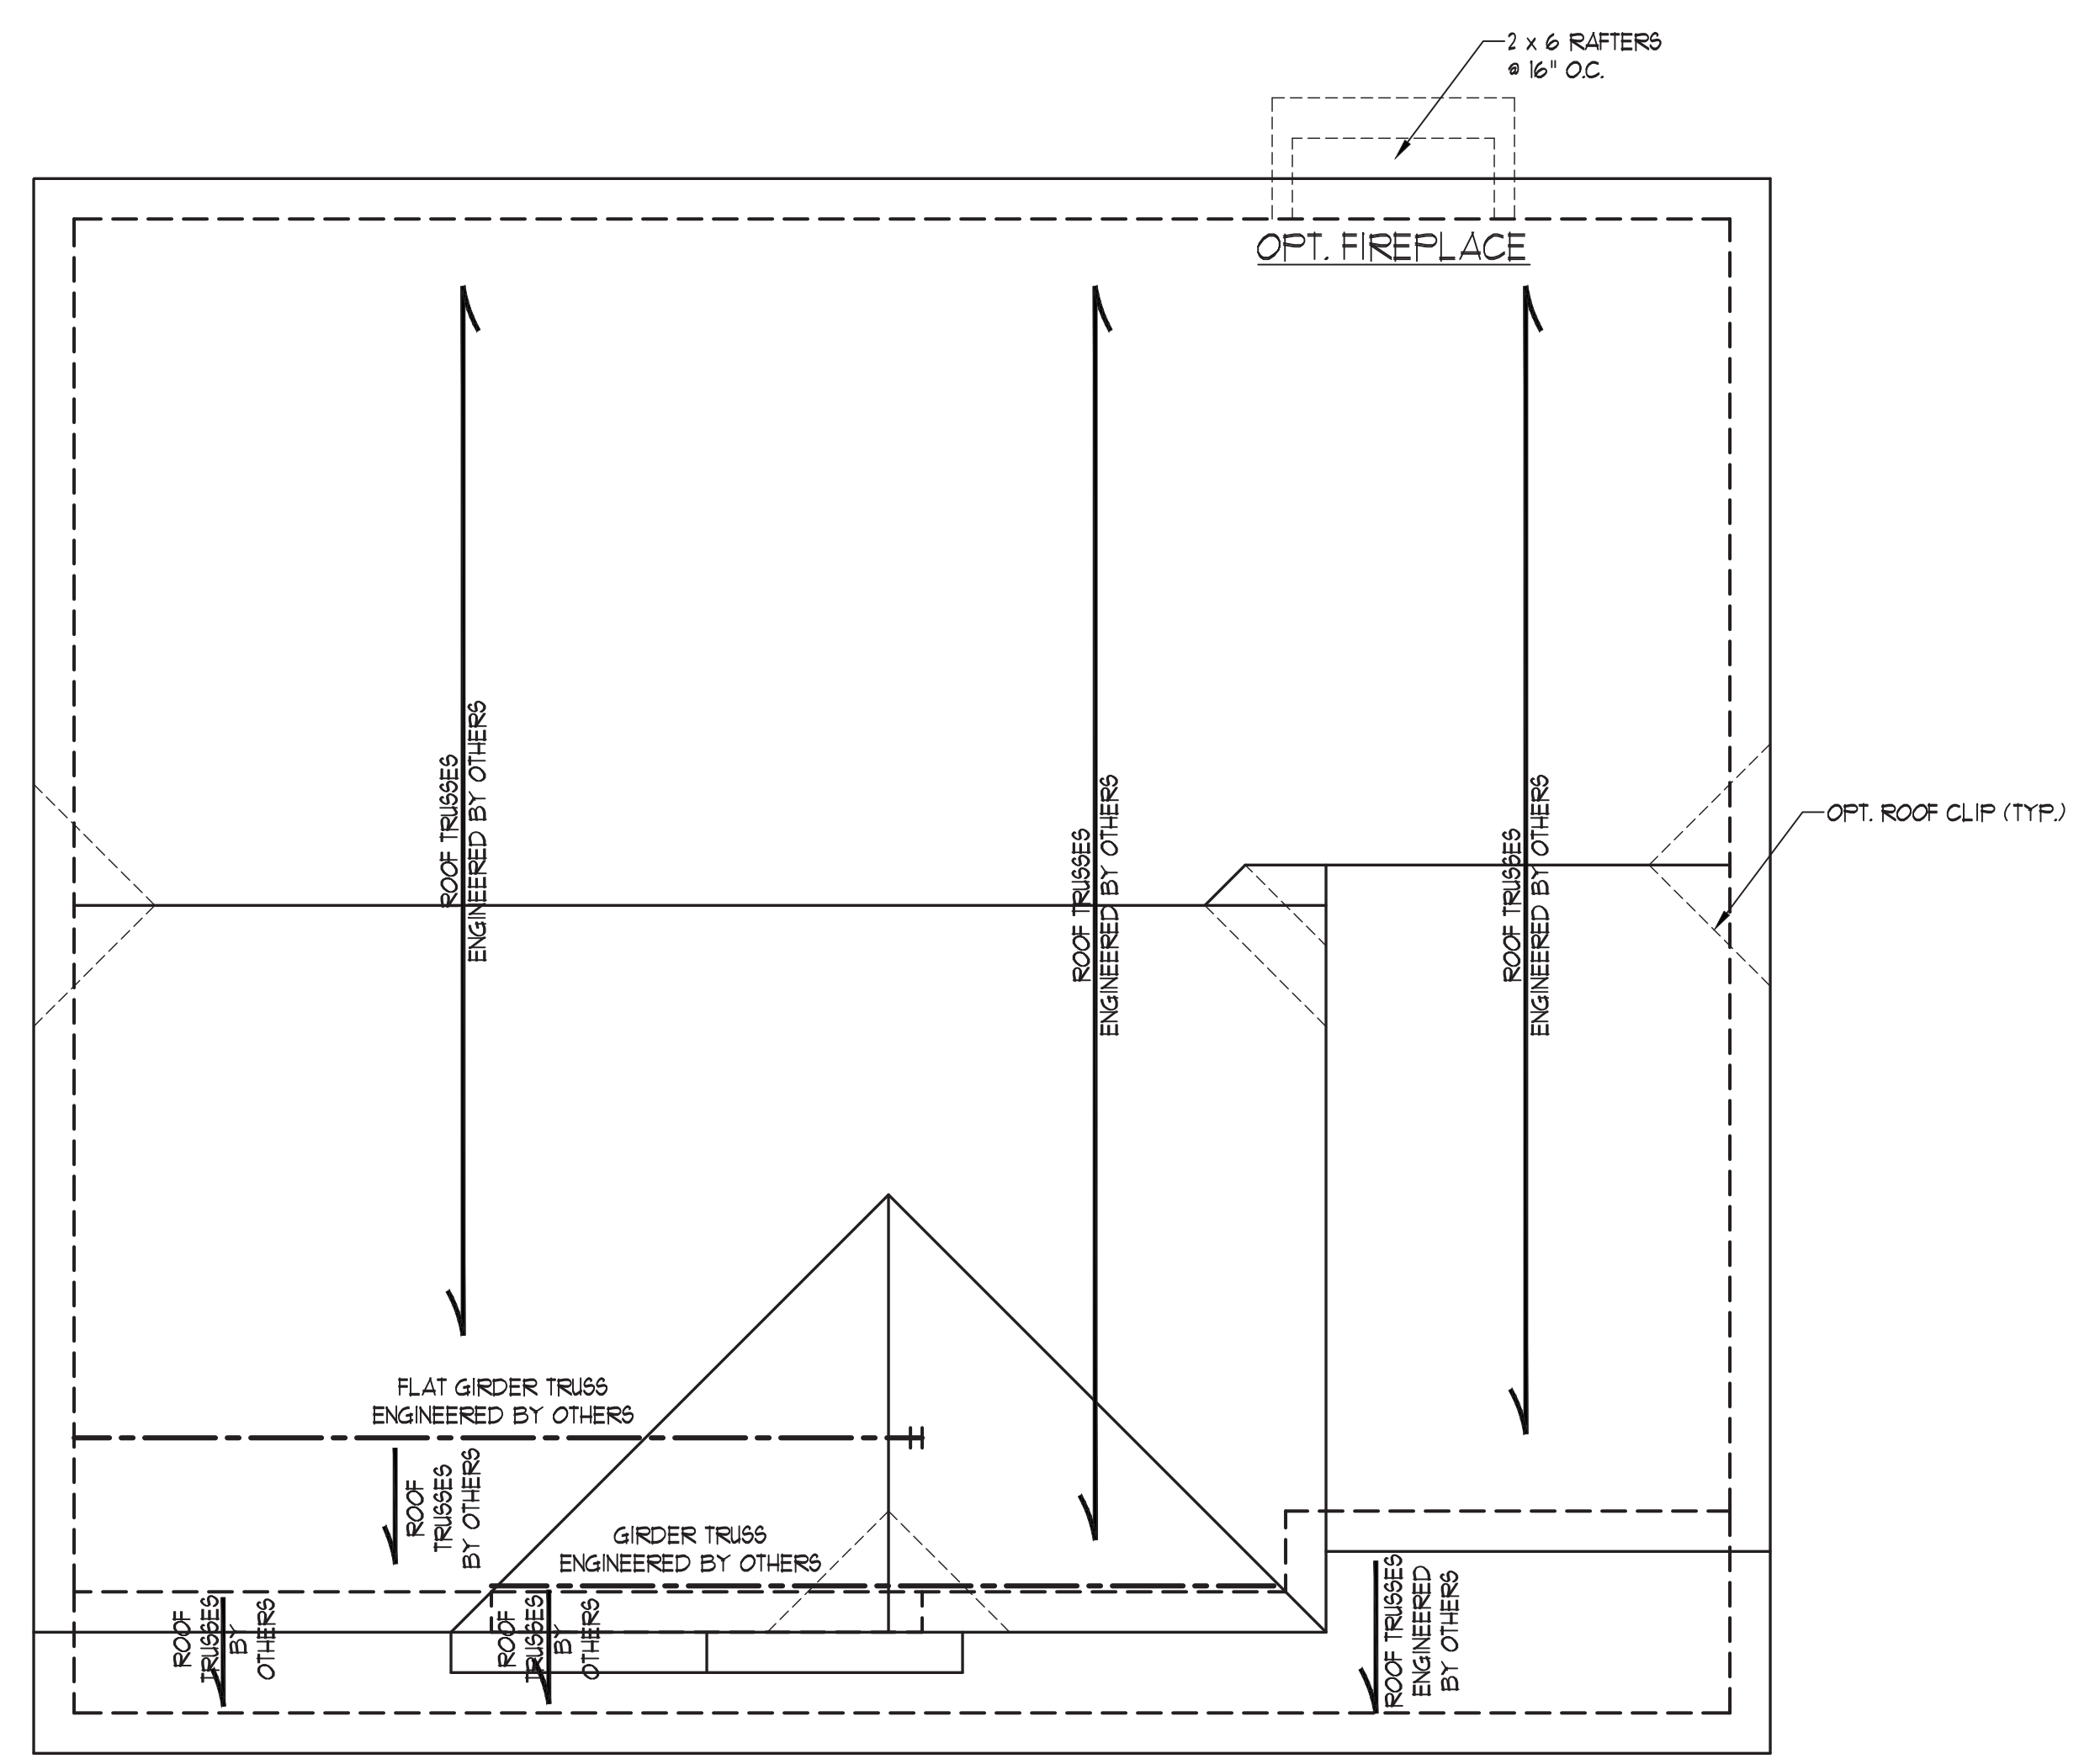 2 x 6 RAFTERS
@ 16" O.C.
OPT. FIREPLACE
ROOF TRUSSES
ENGINEERED BY OTHERS
ROOF TRUSSES
ENGINEERED BY OTHERS
ROOF TRUSSES
ENGINEERED BY OTHERS
OPT. ROOF CLIP (TYP.)
FLAT GIRDER TRUSS
ENGINEERED BY OTHERS
ROOF
TRUSSES
BY OTHERS
GIRDER TRUSS
ENGINEERED BY OTHERS
ROOF
TRUSSES
BY
OTHERS
ROOF
TRUSSES
BY
OTHERS
ROOF TRUSSES
ENGINEERED
BY OTHERS